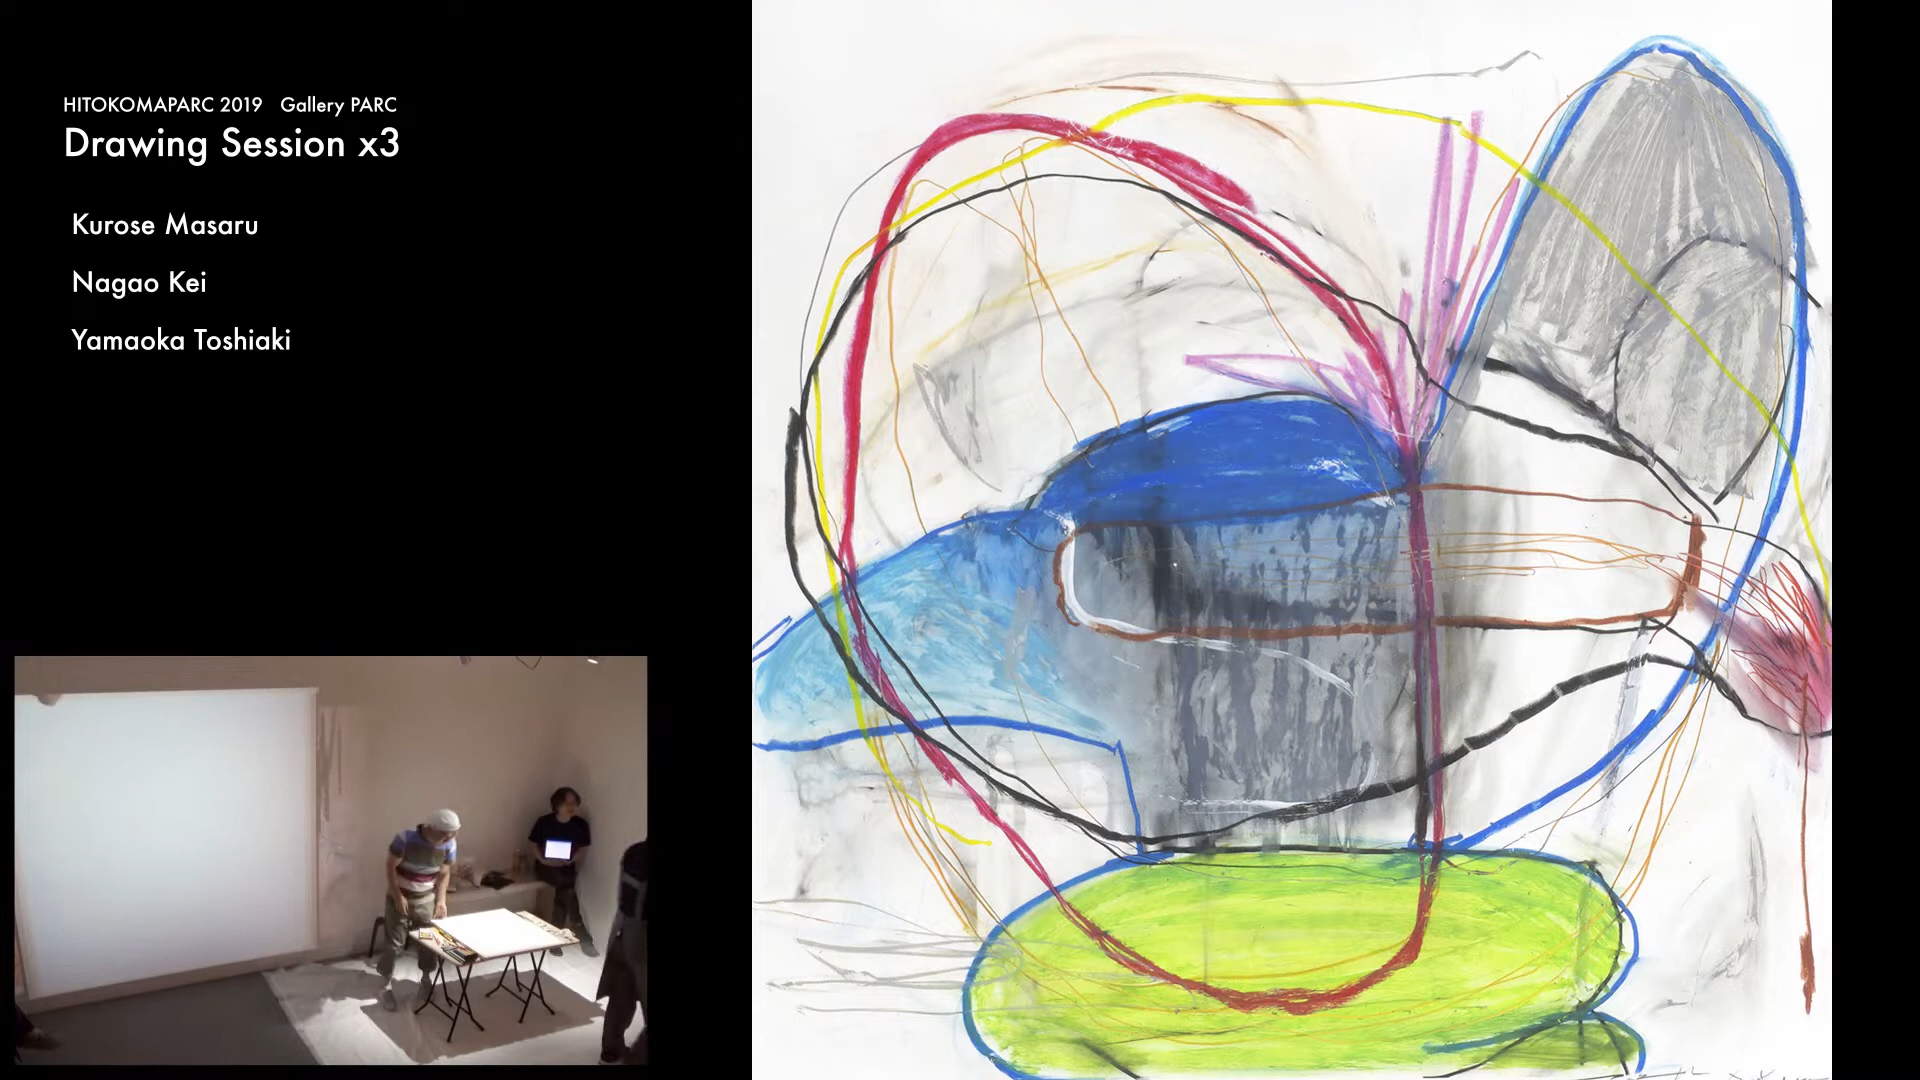 HITOKOMAPARC 2019 Gallery PARC
Drawing Session x3
Kurose Masaru
Nagao Kei
Yamaoka Toshiaki